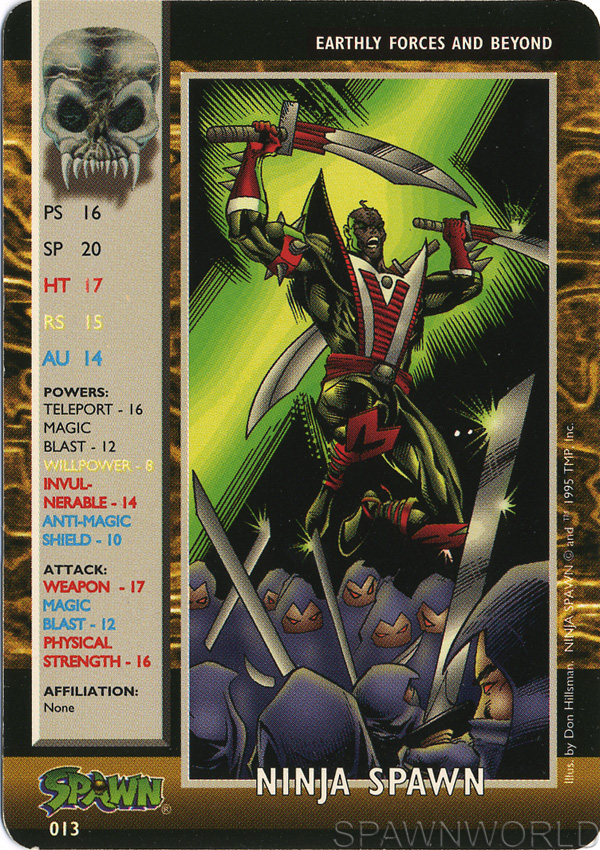 EARTHLY FORCES AND BEYOND
PS 16
SP 20
HT 17
RS 15
AU 14
POWERS:
TELEPORT - 16
MAGIC
BLAST - 12
WILLPOWER - 8
INVUL-
NERABLE - 14
ANTI-MAGIC
SHIELD - 10
ATTACK:
WEAPON - 17
MAGIC
BLAST - 12
PHYSICAL
STRENGTH - 16
AFFILIATION:
None
Illus. by Don Hillsman. NINJA SPAWN © and ™ 1995 TMP, Inc.
NINJA SPAWN
SPAWN®
013
SPAWNWORLD